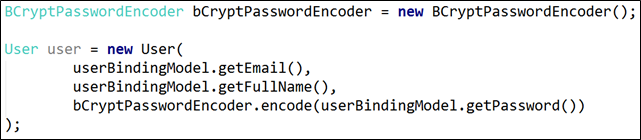 BCryptPasswordEncoder bCryptPasswordEncoder = new BCryptPasswordEncoder();
User user = new User(
userBindingModel.getEmail(),
userBindingModel.getFullName(),
bCryptPasswordEncoder.encode(userBindingModel.getPassword())
);